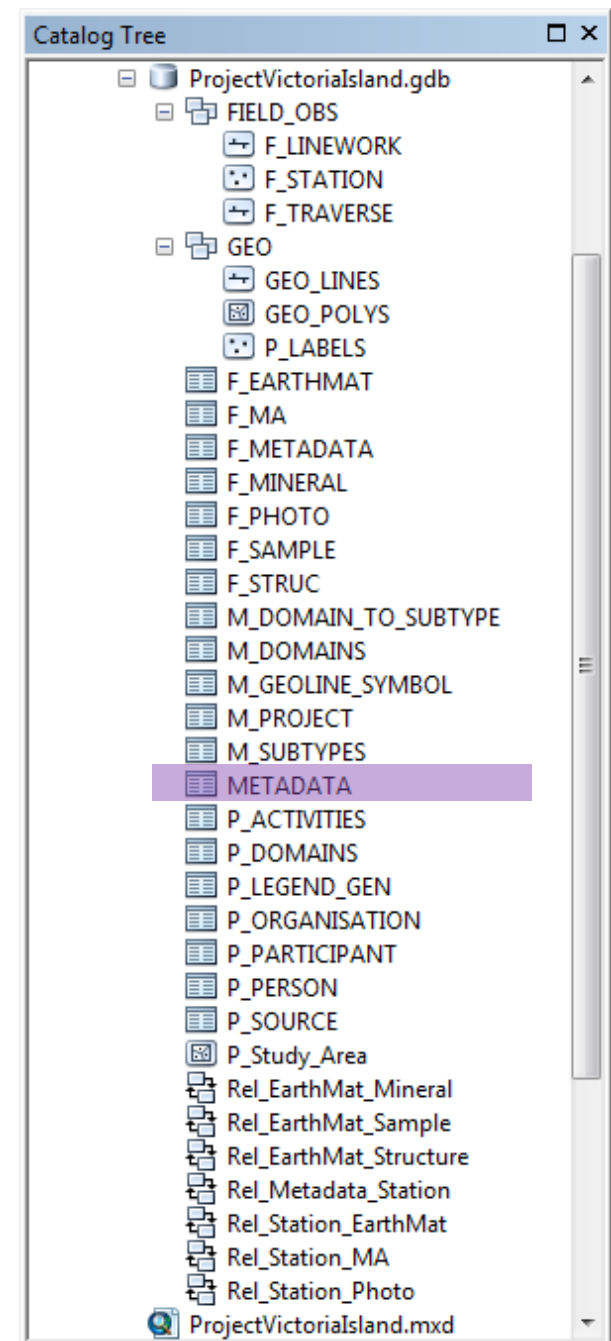 Catalog Tree
ProjectVictoriaIsland.gdb
FIELD_OBS
F_LINEWORK
F_STATION
F_TRAVERSE
GEO
GEO_LINES
GEO_POLYS
P_LABELS
F_EARTHMAT
F_MA
F_METADATA
F_MINERAL
F_PHOTO
F_SAMPLE
F_STRUC
M_DOMAIN_TO_SUBTYPE
M_DOMAINS
M_GEOLINE_SYMBOL
M_PROJECT
M_SUBTYPES
METADATA
P_ACTIVITIES
P_DOMAINS
P_LEGEND_GEN
P_ORGANISATION
P_PARTICIPANT
P_PERSON
P_SOURCE
P_Study_Area
Rel_EarthMat_Mineral
Rel_EarthMat_Sample
Rel_EarthMat_Structure
Rel_Metadata_Station
Rel_Station_EarthMat
Rel_Station_MA
Rel_Station_Photo
ProjectVictoriaIsland.mxd